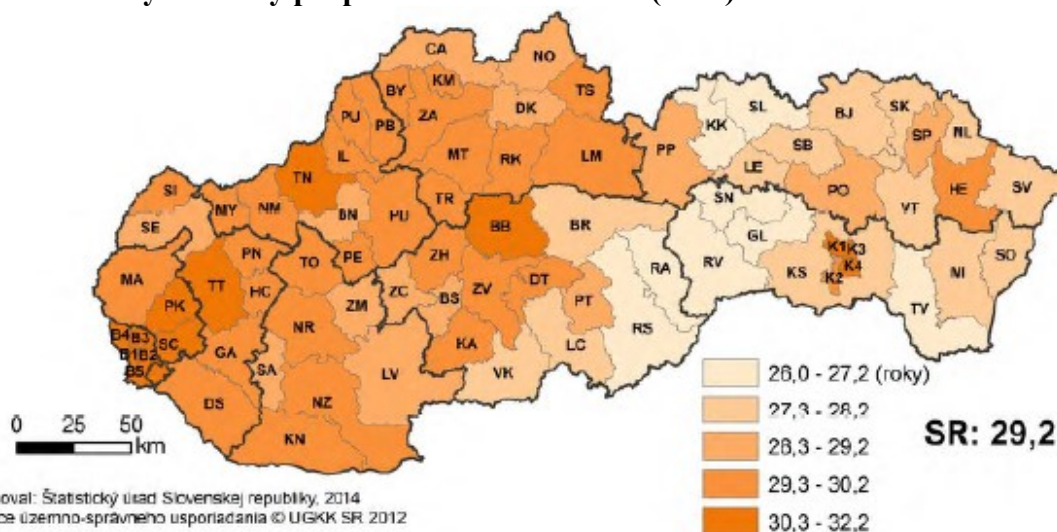 CA NO
KM TS SL SK
BY DK KK BJ
PU PB ZA SP NL
IL MT RK LM PP SB
LE
TN PO HE SV
SI TR SN
MY NM BN BB BR GL VT
SE PE K1 K3
PN TO ZH RA RV KS K4 NI SO
MA TT HC ZM ZC BS ZV DT PT K2
PK NR RS TV
B4 B3 SC KA LC
B1 B2 GA SA LV VK
B5
DS NZ
KN
0 25 50
km
26,0 - 27,2 (roky)
27,3 - 28,2
26,3 - 29,2
29,3 - 30,2
30,3 - 32,2
SR: 29,2
oval: Štatistický úrad Slovenskej republiky, 2014
ce územno-správneho usporiadania © UGKK SR 2012